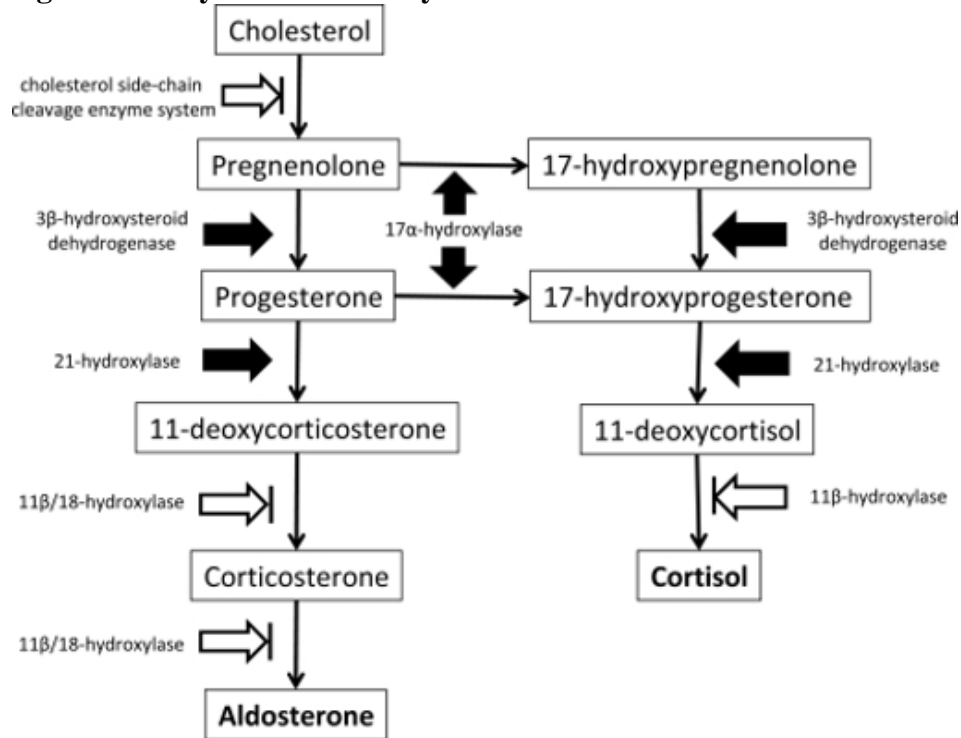 Cholesterol
cholesterol side-chain
cleavage enzyme system
Pregnenolone
17-hydroxypregnenolone
3β-hydroxysteroid
dehydrogenase
17α-hydroxylase
3β-hydroxysteroid
dehydrogenase
Progesterone
17-hydroxyprogesterone
21-hydroxylase
21-hydroxylase
11-deoxycorticosterone
11-deoxycortisol
11β/18-hydroxylase
11β-hydroxylase
Corticosterone
Cortisol
11β/18-hydroxylase
Aldosterone